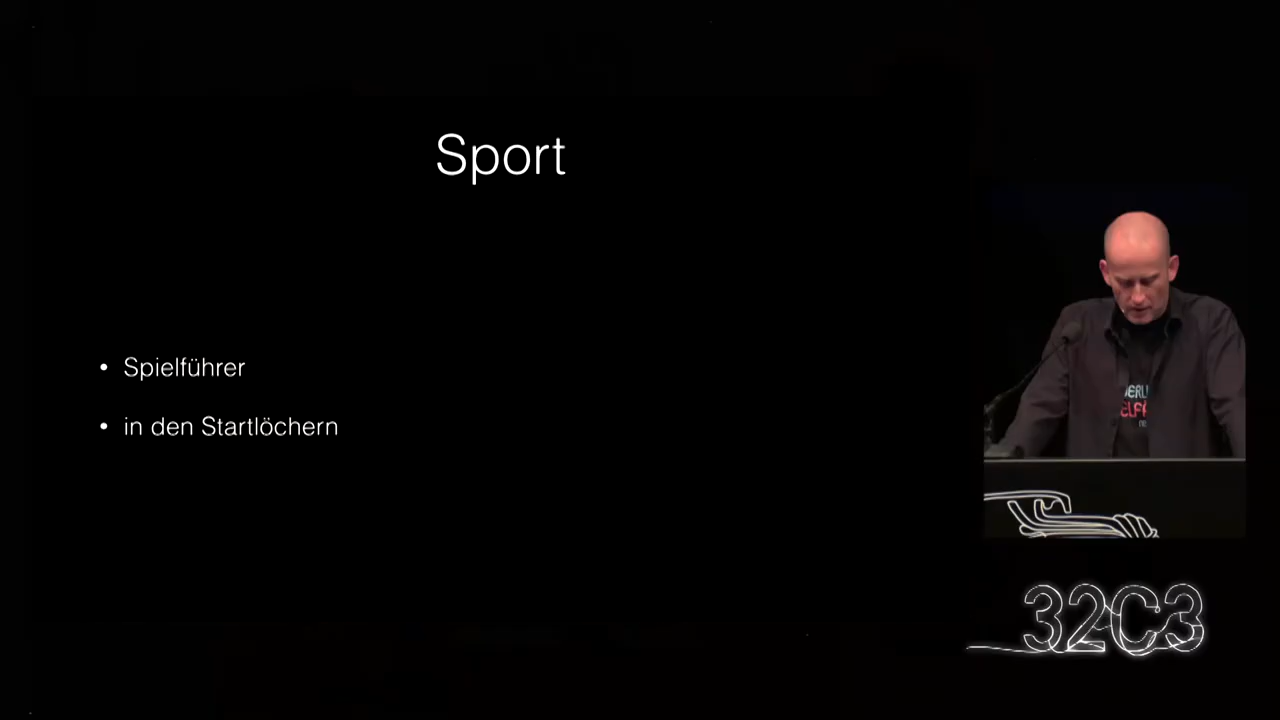 Sport
• Spielführer
• in den Startlöchern
32C3